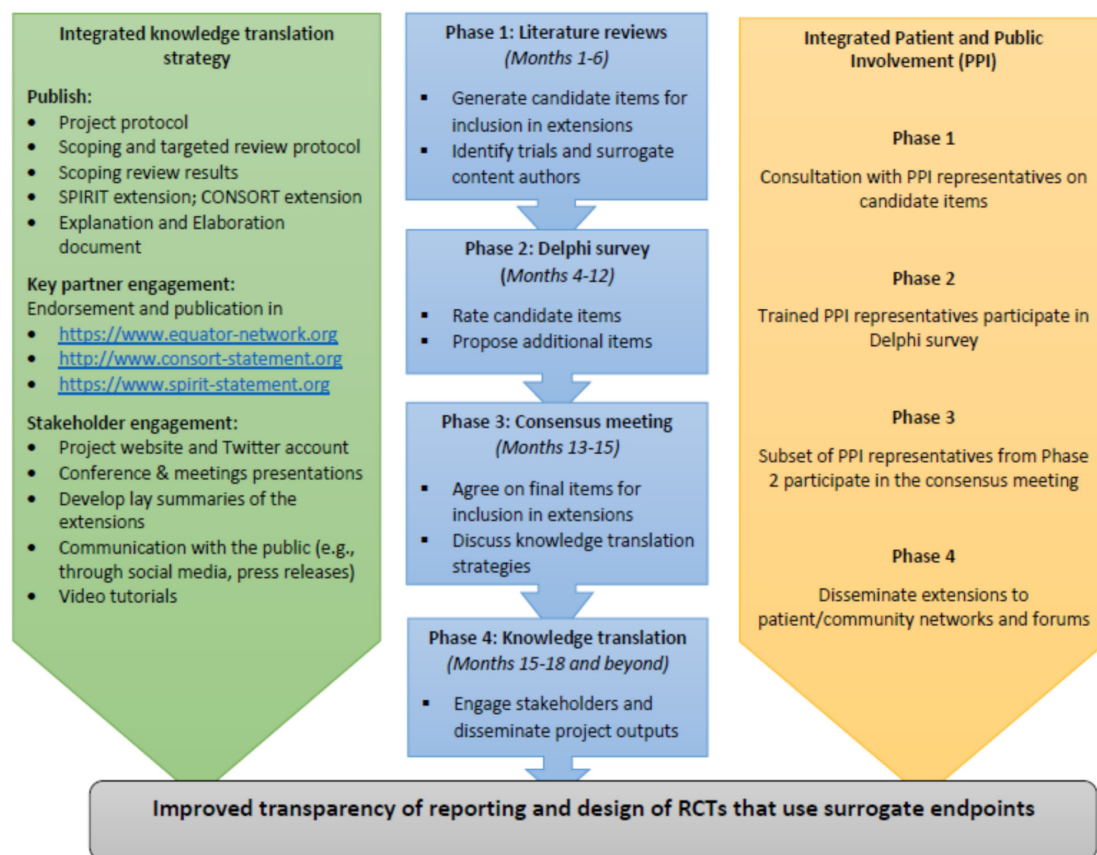 Integrated knowledge translation
strategy
Publish:
• Project protocol
• Scoping and targeted review protocol
• Scoping review results
• SPIRIT extension; CONSORT extension
• Explanation and Elaboration
document
Key partner engagement:
Endorsement and publication in
• https://www.equator-network.org
• http://www.consort-statement.org
• https://www.spirit-statement.org
Stakeholder engagement:
• Project website and Twitter account
• Conference & meetings presentations
• Develop lay summaries of the
extensions
• Communication with the public (e.g.,
through social media, press releases)
• Video tutorials
Phase 1: Literature reviews
(Months 1-6)
▪ Generate candidate items for
inclusion in extensions
▪ Identify trials and surrogate
content authors
Phase 2: Delphi survey
(Months 4-12)
▪ Rate candidate items
▪ Propose additional items
Phase 3: Consensus meeting
(Months 13-15)
▪ Agree on final items for
inclusion in extensions
▪ Discuss knowledge translation
strategies
Phase 4: Knowledge translation
(Months 15-18 and beyond)
▪ Engage stakeholders and
disseminate project outputs
Integrated Patient and Public
Involvement (PPI)
Phase 1
Consultation with PPI representatives on
candidate items
Phase 2
Trained PPI representatives participate in
Delphi survey
Phase 3
Subset of PPI representatives from Phase
2 participate in the consensus meeting
Phase 4
Disseminate extensions to
patient/community networks and forums
Improved transparency of reporting and design of RCTs that use surrogate endpoints